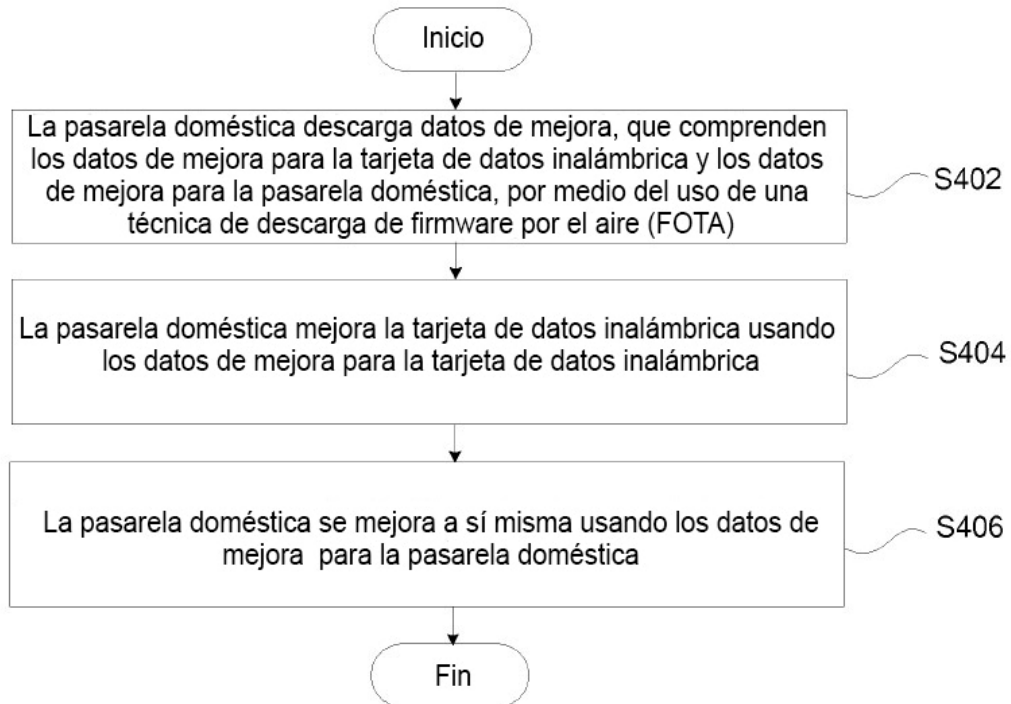 Inicio
La pasarela doméstica descarga datos de mejora, que comprenden
los datos de mejora para la tarjeta de datos inalámbrica y los datos
de mejora para la pasarela doméstica, por medio del uso de una
técnica de descarga de firmware por el aire (FOTA)
S402
La pasarela doméstica mejora la tarjeta de datos inalámbrica usando
los datos de mejora para la tarjeta de datos inalámbrica
S404
La pasarela doméstica se mejora a sí misma usando los datos de
mejora para la pasarela doméstica
S406
Fin